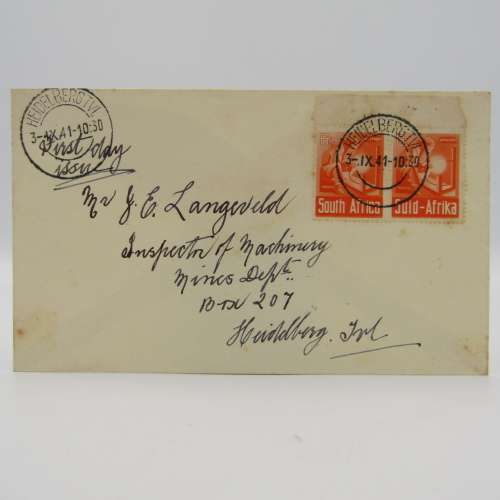 HEIDELBERG TVL.
3-.IX.41-10:30
First day
issue
HEIDELBERG TVL.
3-.IX.41-10:30
South Africa
Suid-Afrika
Mr J. E. Langeveld
Inspector of Machinery
Mines Dept.
Box 207
Heidelberg. Tvl